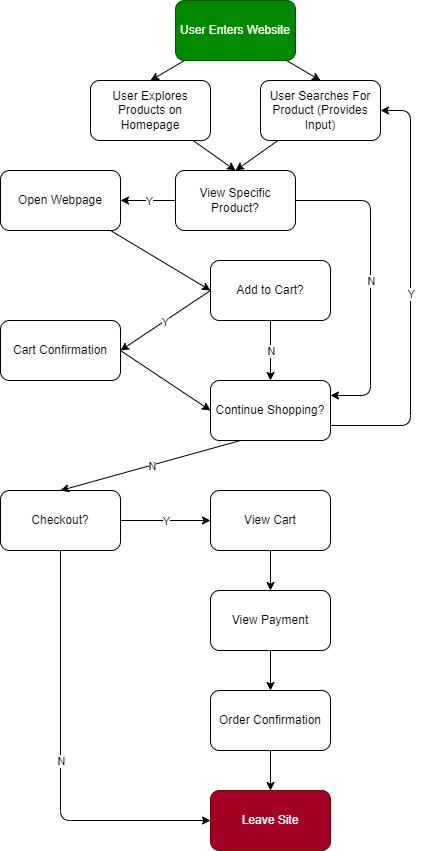 User Enters Website
User Explores
Products on
Homepage
User Searches For
Product (Provides
Input)
Open Webpage
Y
View Specific
Product?
Add to Cart?
N
Y
Y
Cart Confirmation
N
Continue Shopping?
N
Checkout?
Y
View Cart
View Payment
Order Confirmation
N
Leave Site